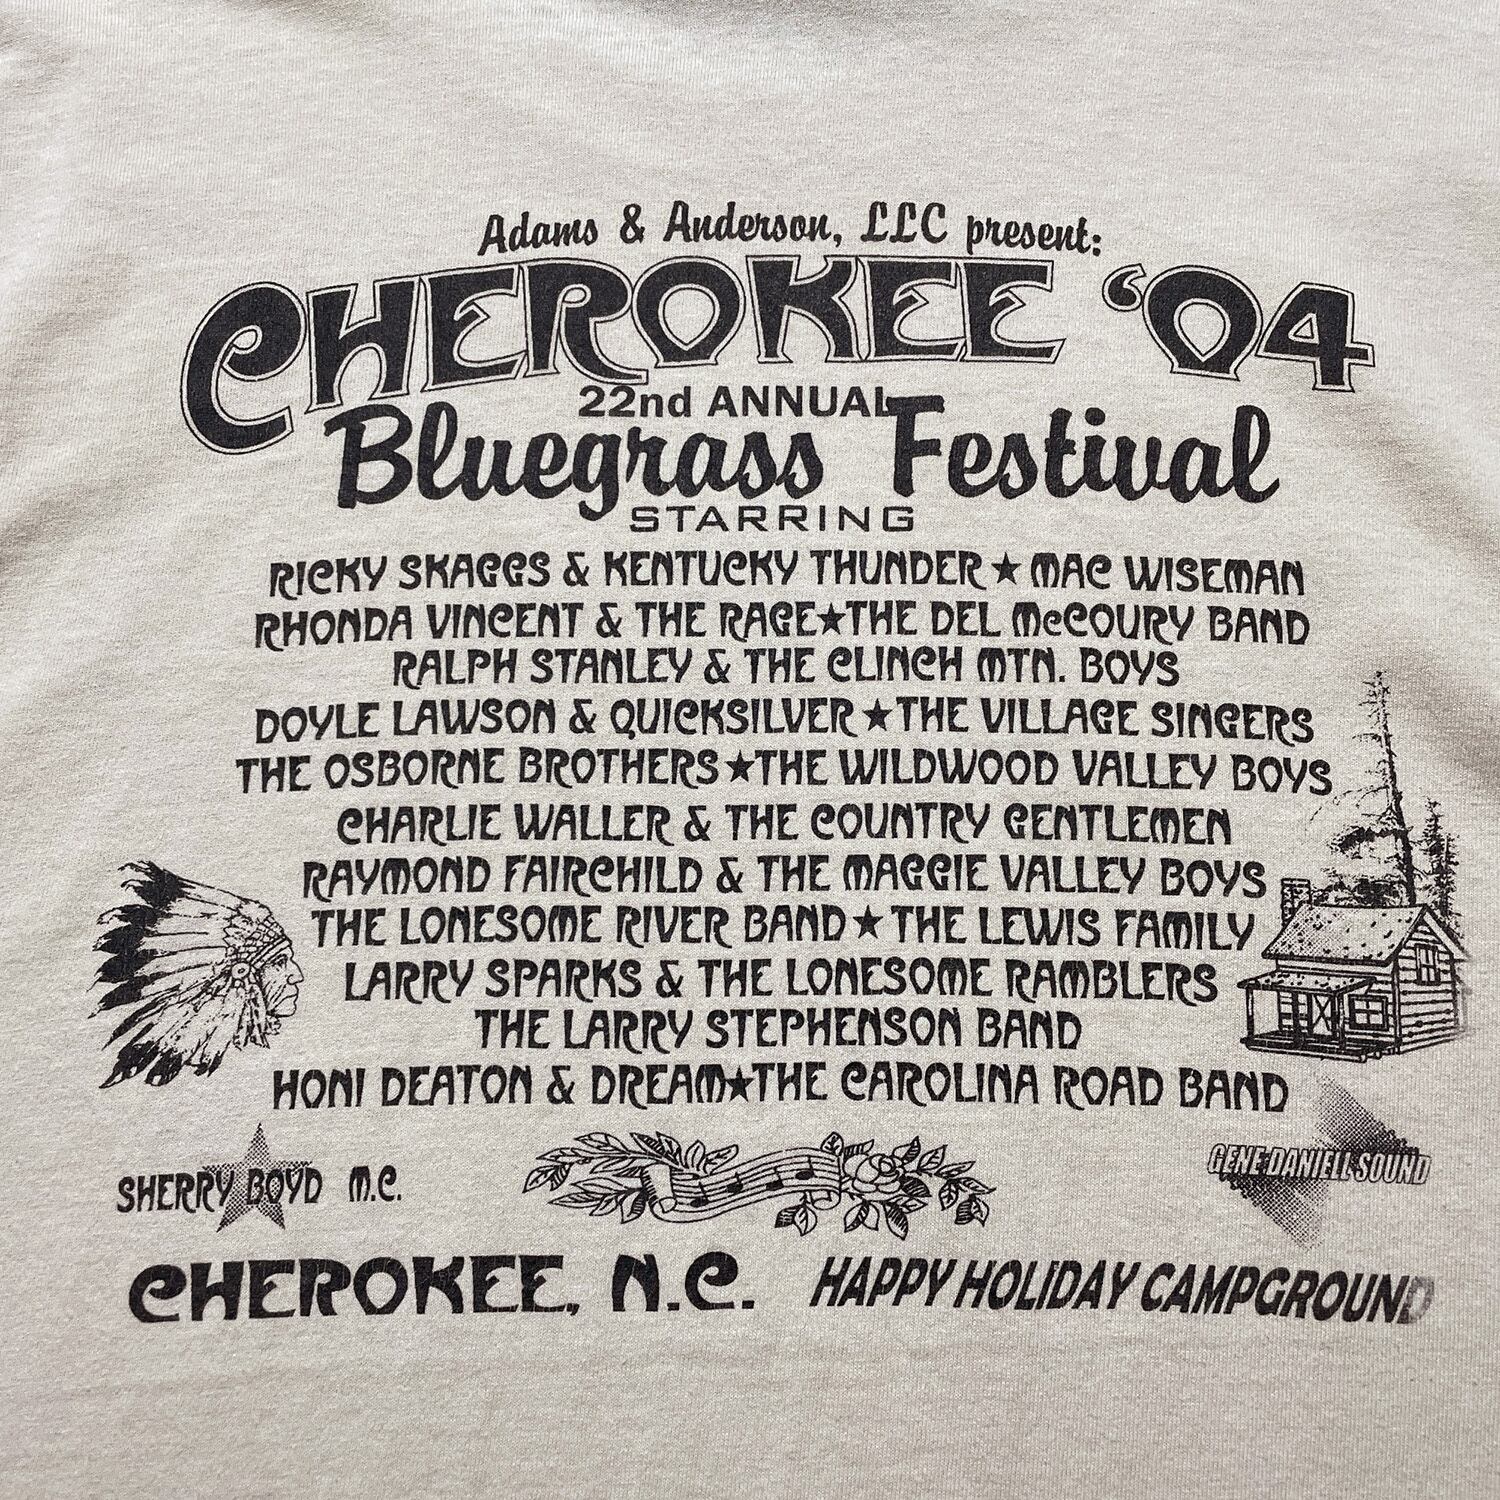 Adams & Anderson, LLC present:
CHEROKEE '04
22nd ANNUAL
Bluegrass Festival
STARRING
RICKY SKAGGS & KENTUCKY THUNDER ★ MAC WISEMAN
RHONDA VINCENT & THE RAGE ★ THE DEL McCOURY BAND
RALPH STANLEY & THE CLINCH MTN. BOYS
DOYLE LAWSON & QUICKSILVER ★ THE VILLAGE SINGERS
THE OSBORNE BROTHERS ★ THE WILDWOOD VALLEY BOYS
CHARLIE WALLER & THE COUNTRY GENTLEMEN
RAYMOND FAIRCHILD & THE MAGGIE VALLEY BOYS
THE LONESOME RIVER BAND ★ THE LEWIS FAMILY
LARRY SPARKS & THE LONESOME RAMBLERS
THE LARRY STEPHENSON BAND
HONI DEATON & DREAM ★ THE CAROLINA ROAD BAND
SHERRY BOYD M.C.
GENE DANIELL SOUND
CHEROKEE, N.C. HAPPY HOLIDAY CAMPGROUND